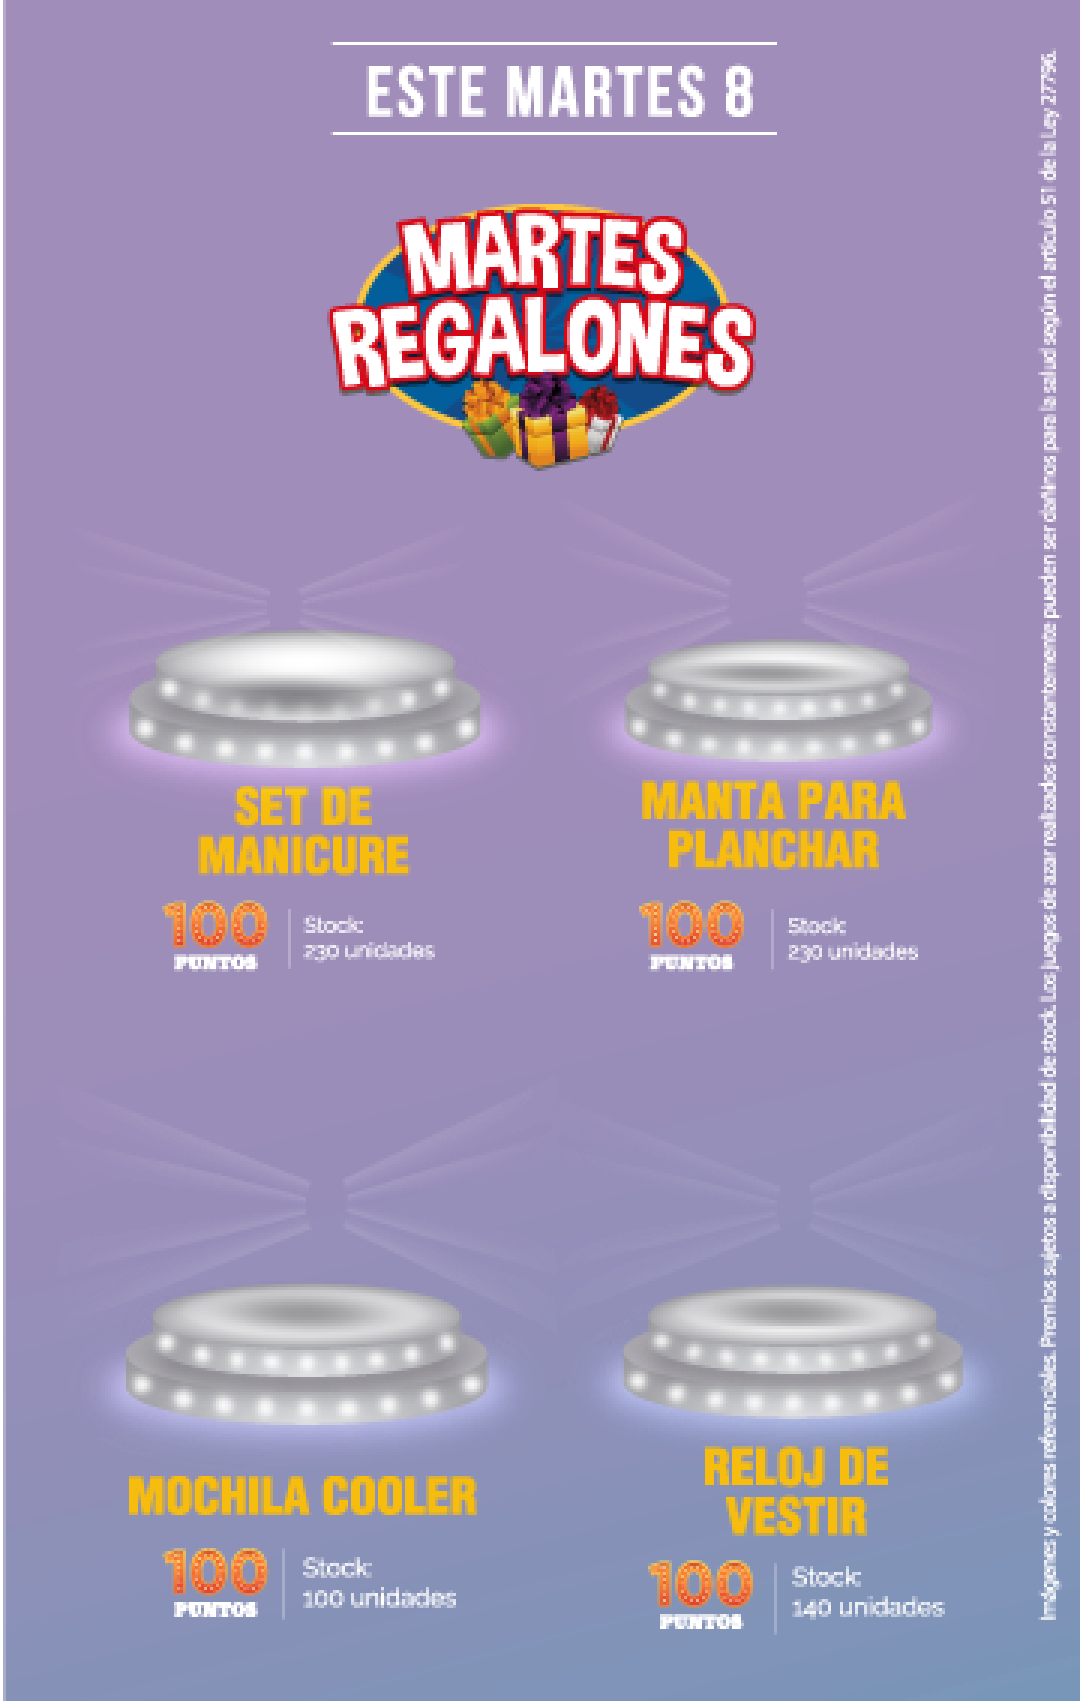 ESTE MARTES 8
MARTES
REGALONES
SET DE
MANICURE
100
PUNTOS
Stock:
230 unidades
MANTA PARA
PLANCHAR
100
PUNTOS
Stock:
230 unidades
MOCHILA COOLER
100
PUNTOS
Stock:
100 unidades
RELOJ DE
VESTIR
100
PUNTOS
Stock:
140 unidades
Imágenes y colores referenciales. Premios sujetos a disponibilidad de stock. Los juegos de azar realizados constantemente pueden ser dañinos para la salud según el artículo 51 de la Ley 27796.